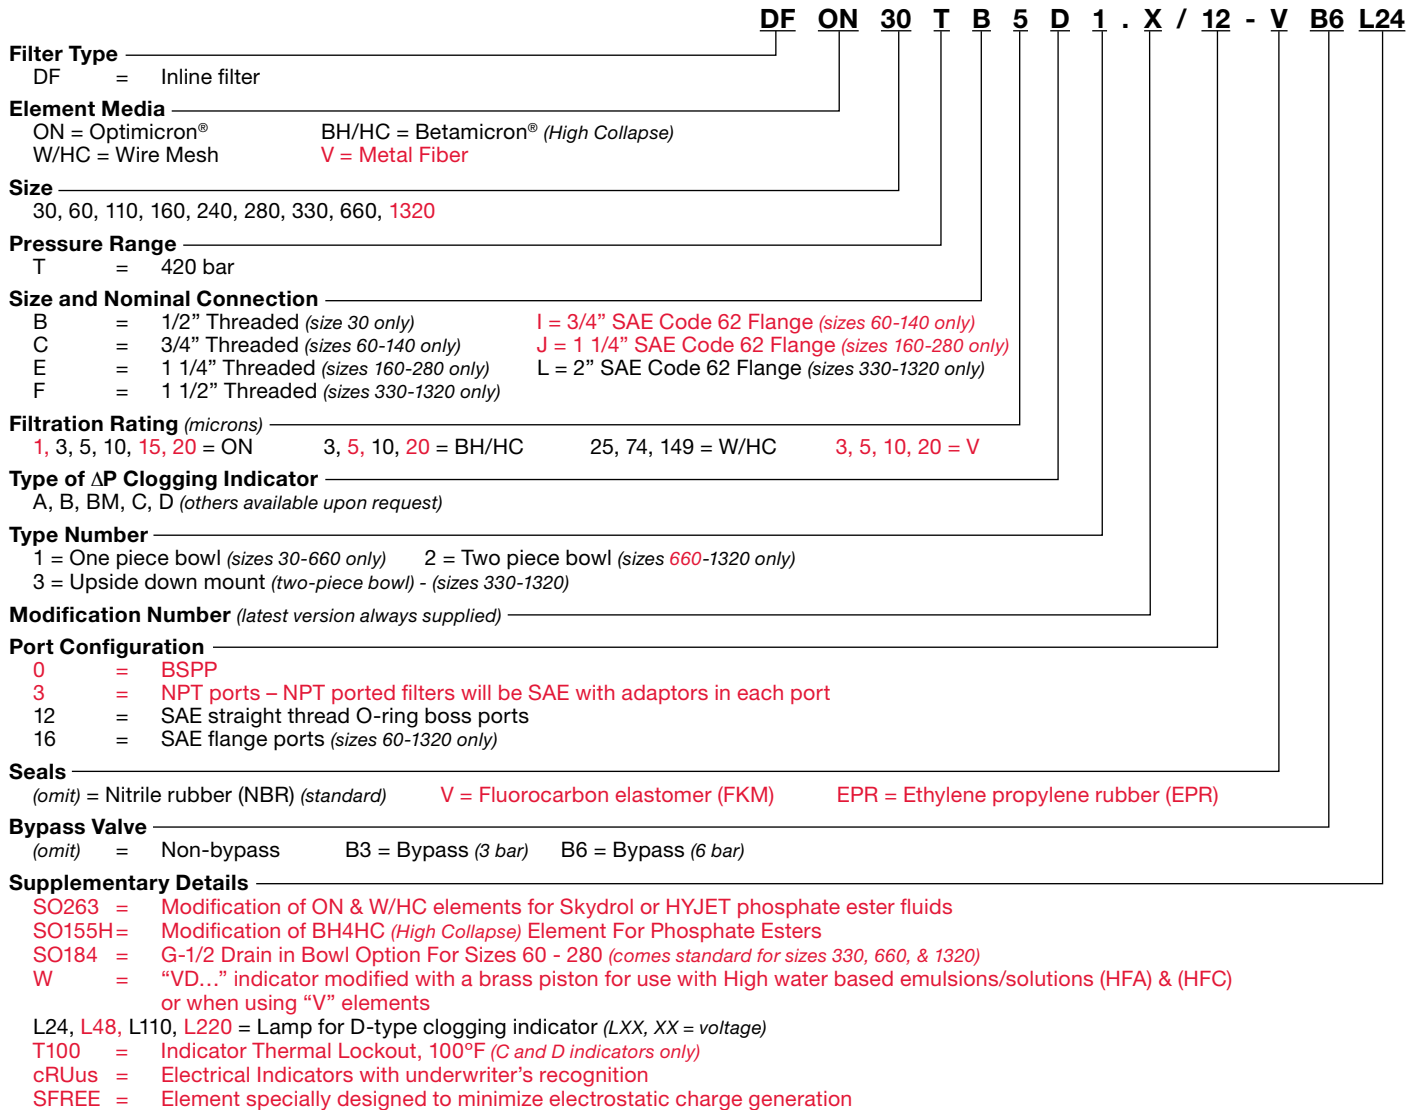 DF ON 30 T B 5 D 1 . X / 12 - V B6 L24
Filter Type
DF = Inline filter
Element Media
ON = Optimicron® BH/HC = Betamicron® (High Collapse)
W/HC = Wire Mesh V = Metal Fiber
Size
30, 60, 110, 160, 240, 280, 330, 660, 1320
Pressure Range
T = 420 bar
Size and Nominal Connection
B = 1/2” Threaded (size 30 only) I = 3/4” SAE Code 62 Flange (sizes 60-140 only)
C = 3/4” Threaded (sizes 60-140 only) J = 1 1/4” SAE Code 62 Flange (sizes 160-280 only)
E = 1 1/4” Threaded (sizes 160-280 only) L = 2” SAE Code 62 Flange (sizes 330-1320 only)
F = 1 1/2” Threaded (sizes 330-1320 only)
Filtration Rating (microns)
1, 3, 5, 10, 15, 20 = ON 3, 5, 10, 20 = BH/HC 25, 74, 149 = W/HC 3, 5, 10, 20 = V
Type of ΔP Clogging Indicator
A, B, BM, C, D (others available upon request)
Type Number
1 = One piece bowl (sizes 30-660 only) 2 = Two piece bowl (sizes 660-1320 only)
3 = Upside down mount (two-piece bowl) - (sizes 330-1320)
Modification Number (latest version always supplied)
Port Configuration
0 = BSPP
3 = NPT ports – NPT ported filters will be SAE with adaptors in each port
12 = SAE straight thread O-ring boss ports
16 = SAE flange ports (sizes 60-1320 only)
Seals
(omit) = Nitrile rubber (NBR) (standard) V = Fluorocarbon elastomer (FKM) EPR = Ethylene propylene rubber (EPR)
Bypass Valve
(omit) = Non-bypass B3 = Bypass (3 bar) B6 = Bypass (6 bar)
Supplementary Details
SO263 = Modification of ON & W/HC elements for Skydrol or HYJET phosphate ester fluids
SO155H = Modification of BH4HC (High Collapse) Element For Phosphate Esters
SO184 = G-1/2 Drain in Bowl Option For Sizes 60 - 280 (comes standard for sizes 330, 660, & 1320)
W = “VD…” indicator modified with a brass piston for use with High water based emulsions/solutions (HFA) & (HFC)
or when using “V” elements
L24, L48, L110, L220 = Lamp for D-type clogging indicator (LXX, XX = voltage)
T100 = Indicator Thermal Lockout, 100ºF (C and D indicators only)
cRUus = Electrical Indicators with underwriter’s recognition
SFREE = Element specially designed to minimize electrostatic charge generation